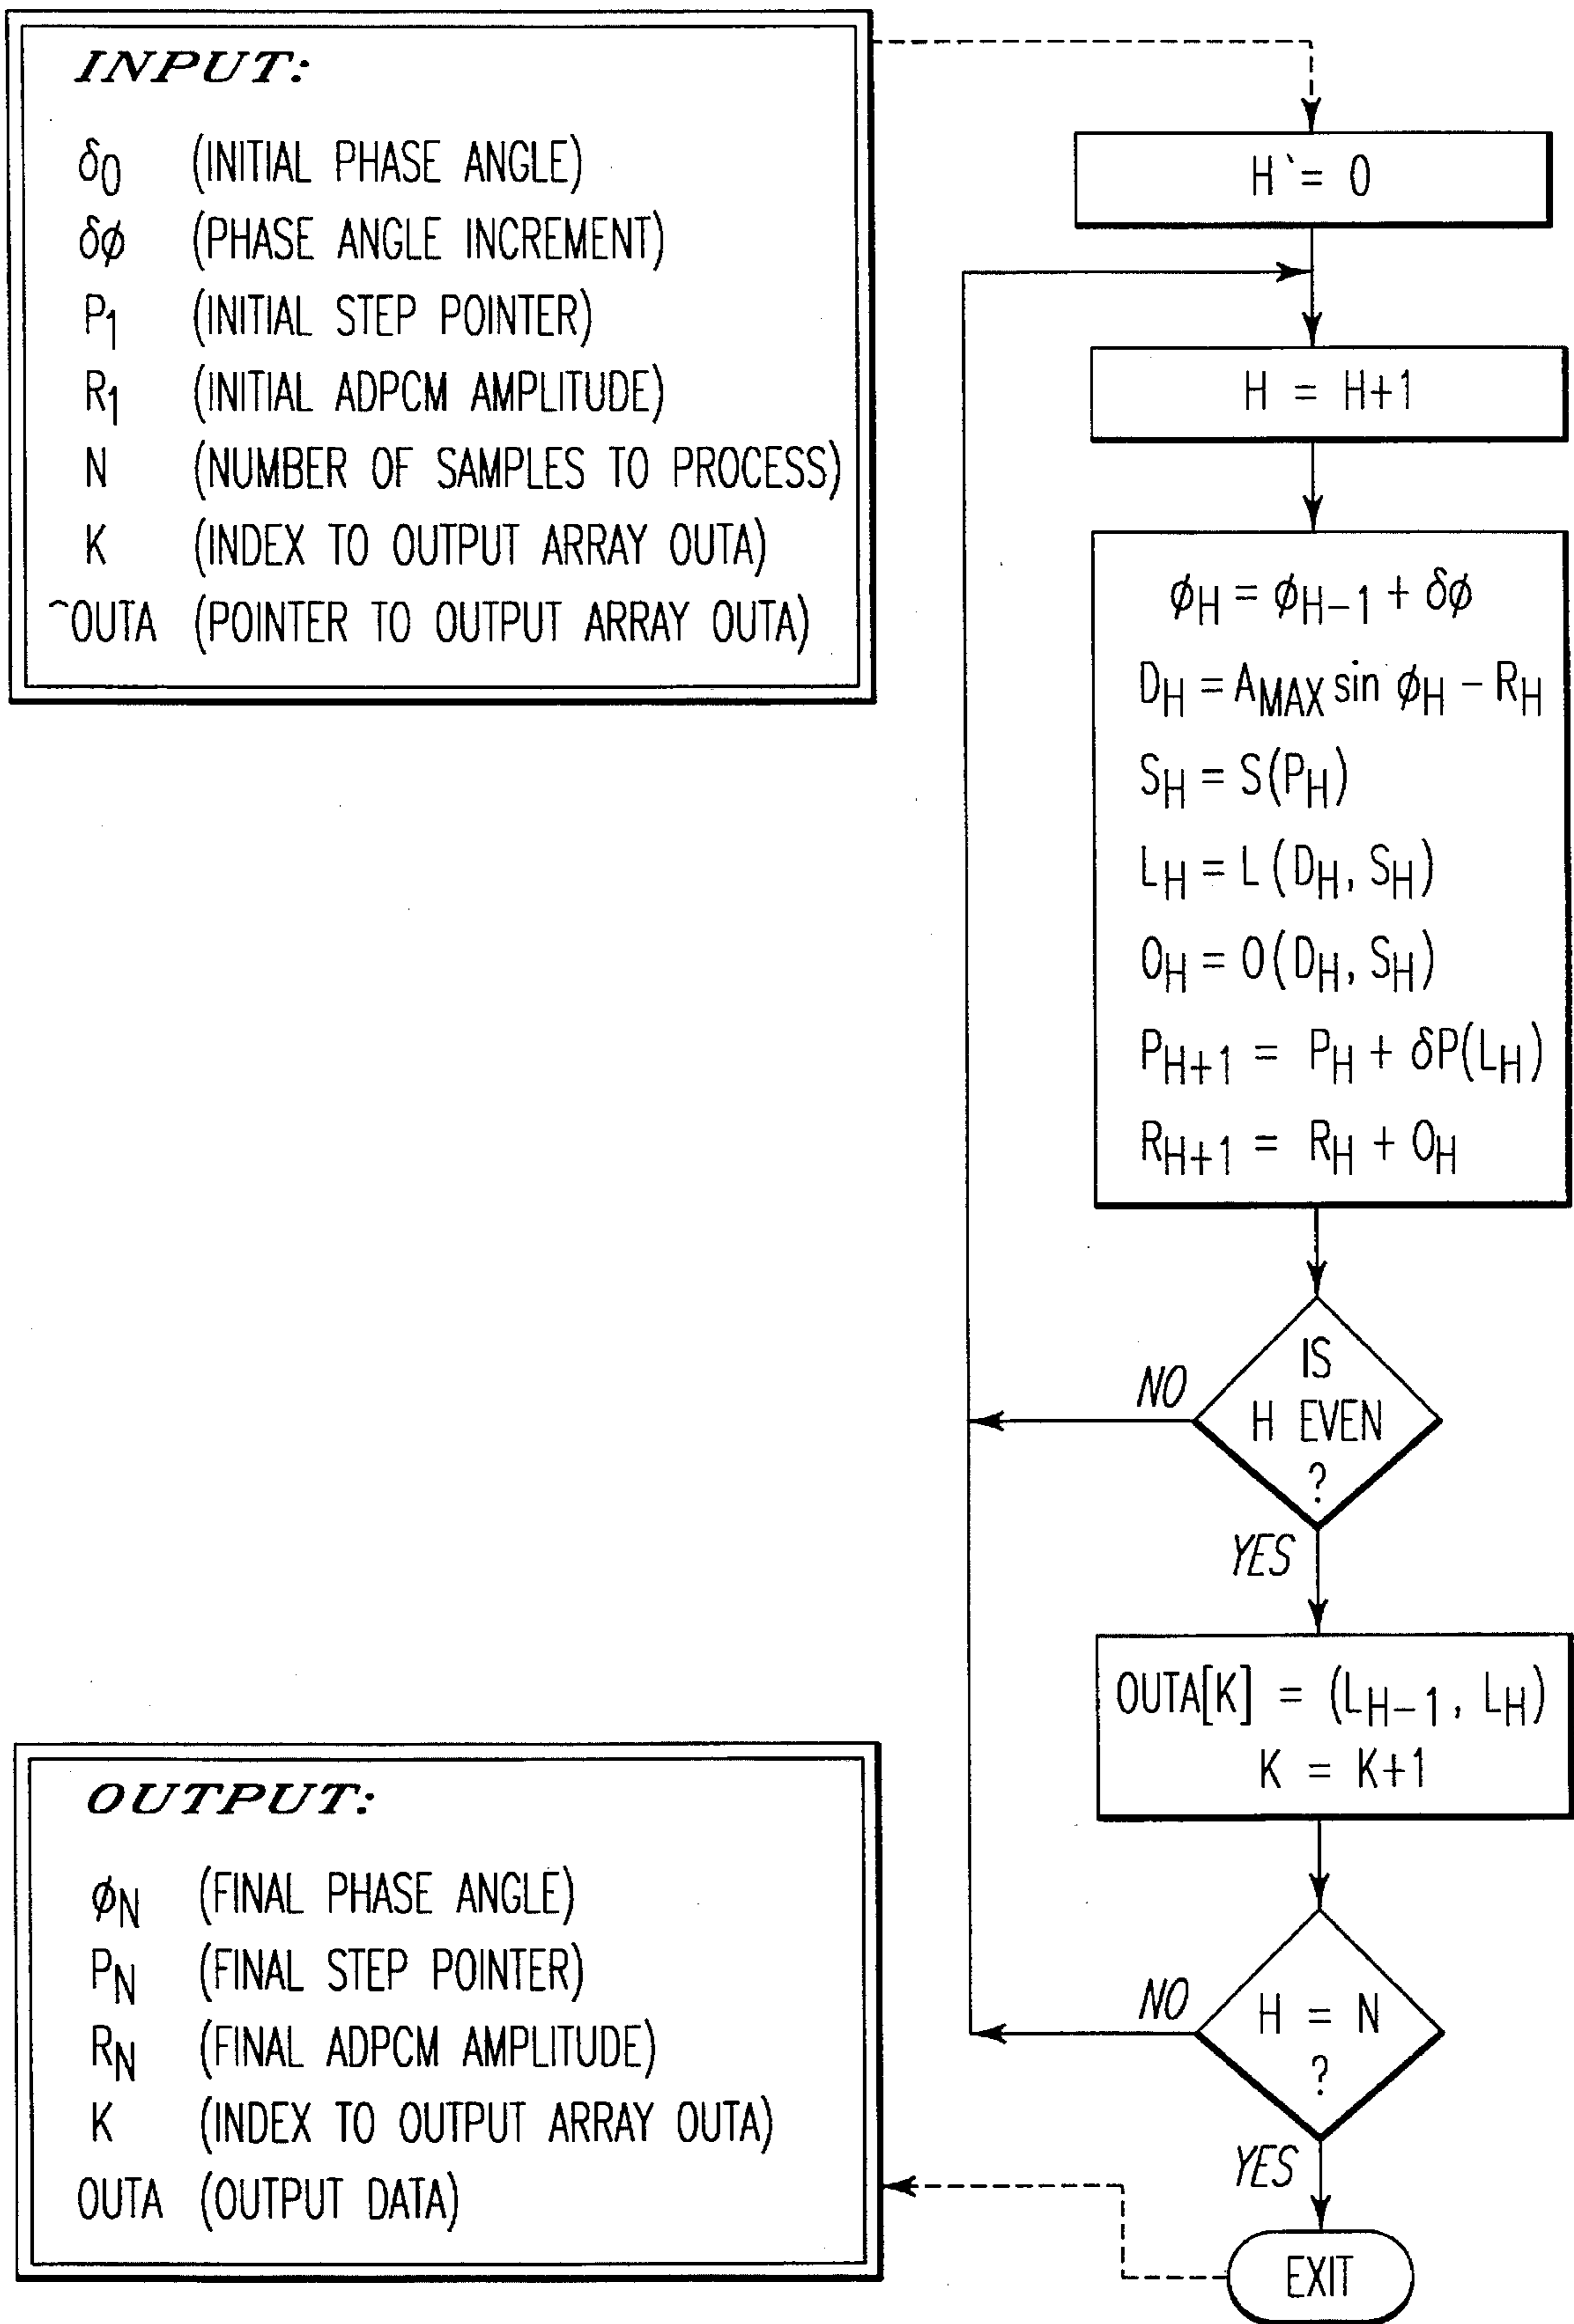 INPUT:
δ0 (INITIAL PHASE ANGLE)
δϕ (PHASE ANGLE INCREMENT)
P1 (INITIAL STEP POINTER)
R1 (INITIAL ADPCM AMPLITUDE)
N (NUMBER OF SAMPLES TO PROCESS)
K (INDEX TO OUTPUT ARRAY OUTA)
~OUTA (POINTER TO OUTPUT ARRAY OUTA)
H = 0
H = H+1
ϕH = ϕH-1 + δϕ
DH = AMAX sin ϕH - RH
SH = S(PH)
LH = L(DH, SH)
OH = O(DH, SH)
PH+1 = PH + δP(LH)
RH+1 = RH + OH
IS
H EVEN
?
NO
YES
OUTA[K] = (LH-1, LH)
K = K+1
H = N
?
NO
YES
EXIT
OUTPUT:
ϕN (FINAL PHASE ANGLE)
PN (FINAL STEP POINTER)
RN (FINAL ADPCM AMPLITUDE)
K (INDEX TO OUTPUT ARRAY OUTA)
OUTA (OUTPUT DATA)